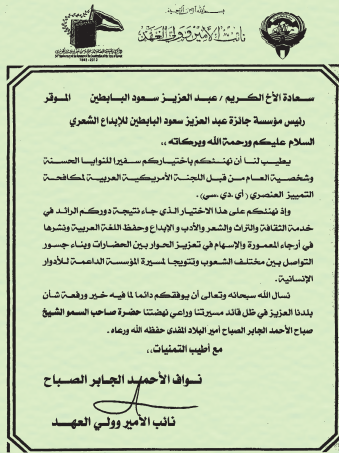 نائب الأمير وولي العهد
1962-2012
سعادة الأخ الكريم / عبد العزيز سعود البابطين الموقر
رئيس مؤسسة جائزة عبد العزيز سعود البابطين للإبداع الشعري
السلام عليكم ورحمة الله وبركاته ،،
يطيب لنا أن نهنئكم باختياركم سفيرا للنوايا الحسنة
وشخصية العام من قبل اللجنة الأمريكية العربية لمكافحة
التمييز العنصري ( أي .دي .سي) .
وإذ نهنئكم على هذا الاختيار الذي جاء نتيجة دوركم الرائد في
خدمة الثقافة والتراث والشعر والأدب والإبداع وحفظ اللغة العربية ونشرها
في أرجاء المعمورة والإسهام في تعزيز الحوار بين الحضارات وبناء جسور
التواصل بين مختلف الشعوب وتتويجا لمسيرة المؤسسة الداعمة للأدوار
الإنسانية .
نسال الله سبحانه وتعالى أن يوفقكم دائما لما فيه خير ورفعة شأن
بلدنا العزيز في ظل قائد مسيرتنا وراعي نهضتنا حضرة صاحب السمو الشيخ
صباح الأحمد الجابر الصباح أمير البلاد المفدى حفظه الله ورعاه .
مع أطيب التمنيات ،،
نواف الأحمد الجابر الصباح
نائب الأمير وولي العهد